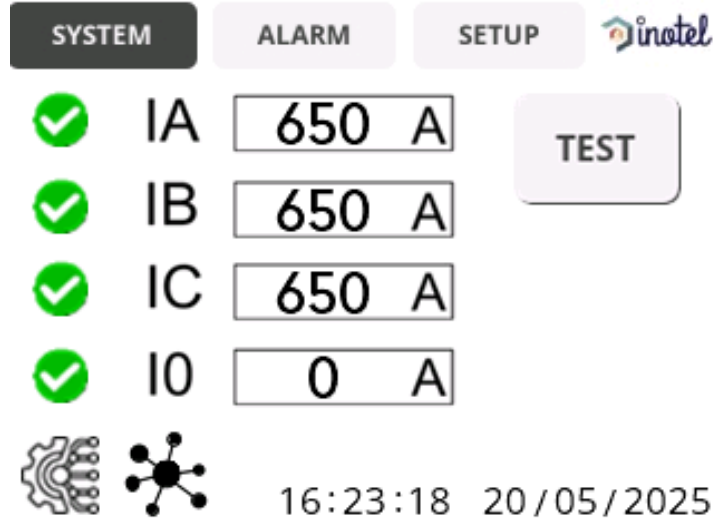 SYSTEM ALARM SETUP inotel
IA 650 A TEST
IB 650 A
IC 650 A
I0 0 A
16:23:18 20/05/2025